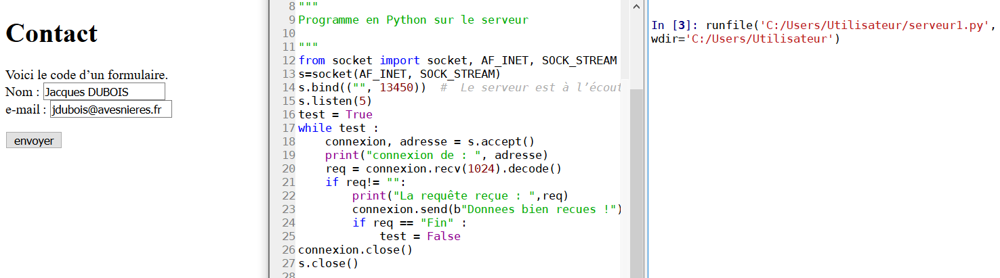 Contact
Voici le code d’un formulaire.
Nom : Jacques DUBOIS
e-mail : jdubois@avesnieres.fr
envoyer
8 """
9 Programme en Python sur le serveur
10
11 """
12 from socket import socket, AF_INET, SOCK_STREAM
13 s=socket(AF_INET, SOCK_STREAM)
14 s.bind(("", 13450))  #  Le serveur est à l’écout
15 s.listen(5)
16 test = True
17 while test :
18     connexion, adresse = s.accept()
19     print("connexion de : ", adresse)
20     req = connexion.recv(1024).decode()
21     if req!= "":
22         print("La requête reçue : ",req)
23         connexion.send(b"Donnees bien recues !")
24         if req == "Fin" :
25             test = False
26 connexion.close()
27 s.close()
28
In [3]: runfile('C:/Users/Utilisateur/serveur1.py',
wdir='C:/Users/Utilisateur')